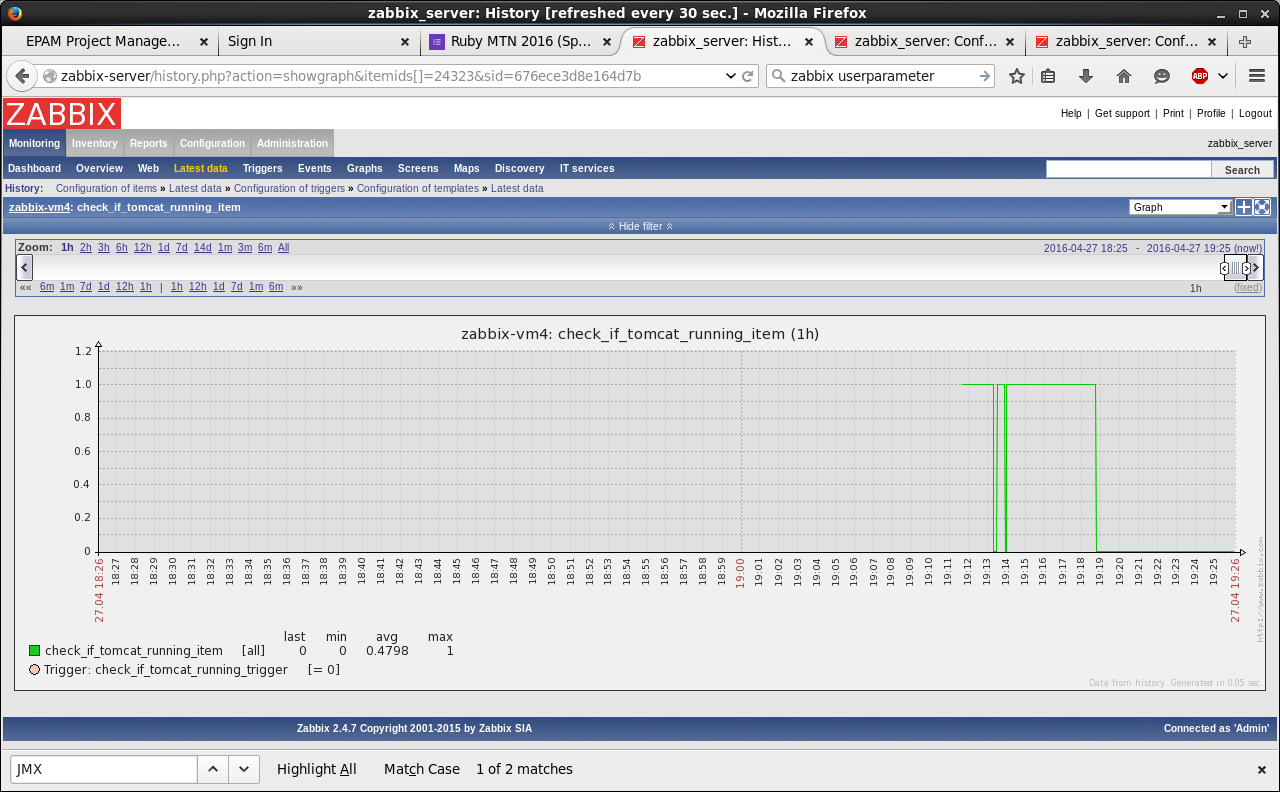 zabbix_server: History [refreshed every 30 sec.] - Mozilla Firefox
EPAM Project Manage... Sign In Ruby MTN 2016 (Sp... zabbix_server: Hist... zabbix_server: Conf... zabbix_server: Conf...
zabbix-server/history.php?action=showgraph&itemids[]=24323&sid=676ece3d8e164d7b zabbix userparameter ABP
ZABBIX
Help | Get support | Print | Profile | Logout
Monitoring Inventory Reports Configuration Administration zabbix_server
Dashboard Overview Web Latest data Triggers Events Graphs Screens Maps Discovery IT services Search
History: Configuration of items » Latest data » Configuration of triggers » Configuration of templates » Latest data
zabbix-vm4: check_if_tomcat_running_item Graph
Hide filter
Zoom: 1h 2h 3h 6h 12h 1d 7d 14d 1m 3m 6m All 2016-04-27 18:25 - 2016-04-27 19:25 (now!)
«« 6m 1m 7d 1d 12h 1h | 1h 12h 1d 7d 1m 6m »» 1h (fixed)
zabbix-vm4: check_if_tomcat_running_item (1h)
1.2
1.0
0.8
0.6
0.4
0.2
0
27.04 18:26 18:27 18:28 18:29 18:30 18:31 18:32 18:33 18:34 18:35 18:36 18:37 18:38 18:39 18:40 18:41 18:42 18:43 18:44 18:45 18:46 18:47 18:48 18:49 18:50 18:51 18:52 18:53 18:54 18:55 18:56 18:57 18:58 18:59 19:00 19:01 19:02 19:03 19:04 19:05 19:06 19:07 19:08 19:09 19:10 19:11 19:12 19:13 19:14 19:15 19:16 19:17 19:18 19:19 19:20 19:21 19:22 19:23 19:24 19:25 27.04 19:26
http://www.zabbix.com
last min avg max
check_if_tomcat_running_item [all] 0 0 0.4798 1
Trigger: check_if_tomcat_running_trigger [= 0]
Data from history. Generated in 0.05 sec
Zabbix 2.4.7 Copyright 2001-2015 by Zabbix SIA Connected as 'Admin'
JMX Highlight All Match Case 1 of 2 matches